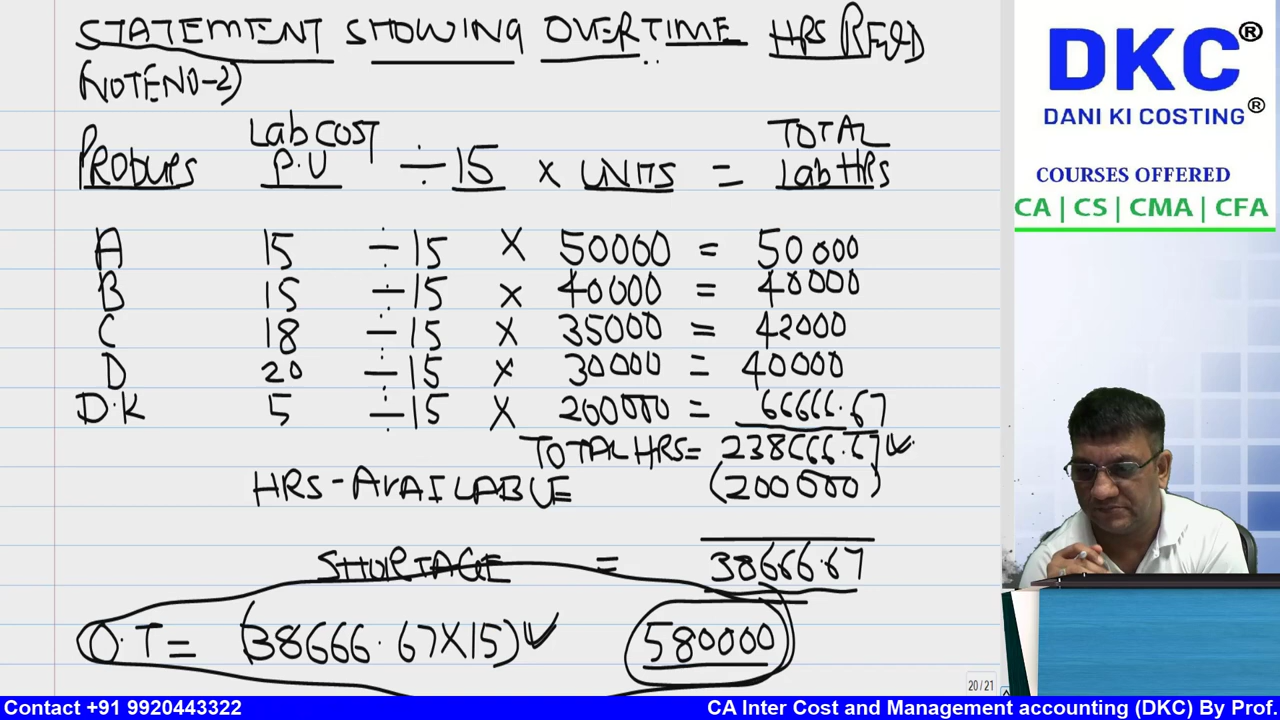 STATEMENT SHOWING OVERTIME HRS REQD
(NOTENO-2)
PRODUCTS Lab COST P.U ÷ 15 × UNITS = TOTAL Lab HRS
A 15 ÷ 15 × 50000 = 50000
B 15 ÷ 15 × 40000 = 40000
C 18 ÷ 15 × 35000 = 42000
D 20 ÷ 15 × 30000 = 40000
D.K 5 ÷ 15 × 200000 = 66666.67
TOTAL HRS = 238666.67
HRS-AVAILABLE (200000)
SHORTAGE = 38666.67
O.T = (38666.67×15) 580000
20 / 21
DKC®
DANI KI COSTING®
COURSES OFFERED
CA | CS | CMA | CFA
Contact +91 9920443322 CA Inter Cost and Management accounting (DKC) By Prof.